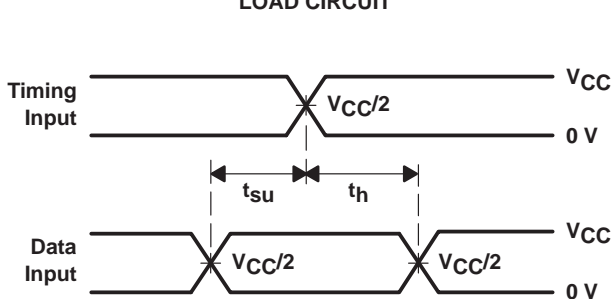 LOAD CIRCUIT
Timing
Input
VCC/2
VCC
0 V
tsu
th
Data
Input
VCC/2
VCC/2
VCC
0 V